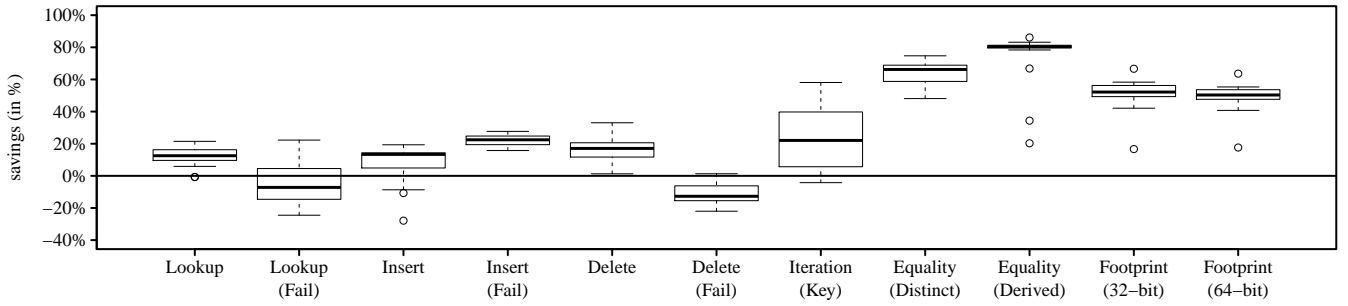 100%
80%
60%
40%
20%
0%
−20%
−40%
savings (in %)
Lookup
Lookup
(Fail)
Insert
Insert
(Fail)
Delete
Delete
(Fail)
Iteration
(Key)
Equality
(Distinct)
Equality
(Derived)
Footprint
(32−bit)
Footprint
(64−bit)